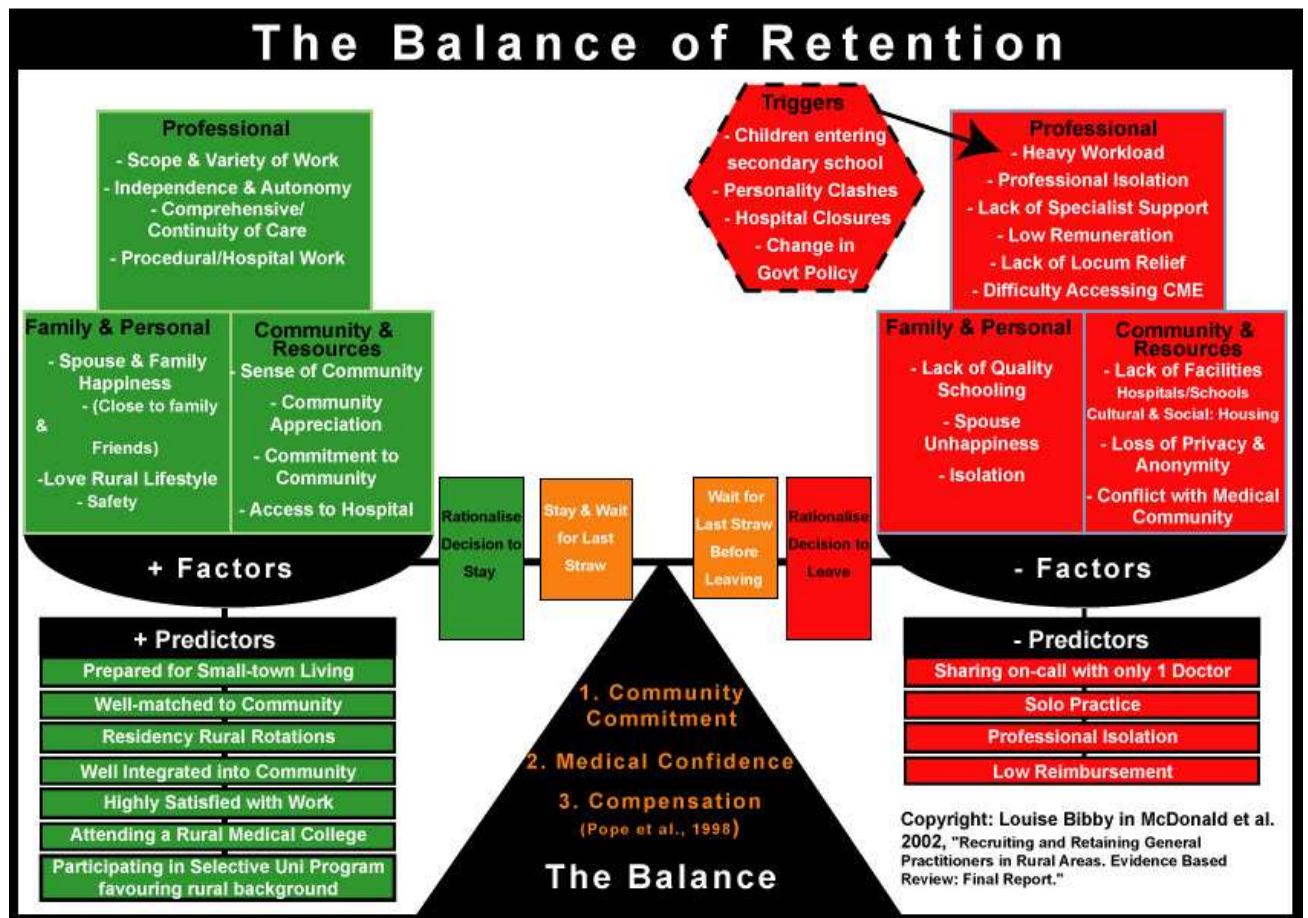 The Balance of Retention
Professional
- Scope & Variety of Work
- Independence & Autonomy
- Comprehensive/
Continuity of Care
- Procedural/Hospital Work
Family & Personal
- Spouse & Family
Happiness
- (Close to family
&
Friends)
-Love Rural Lifestyle
- Safety
Community &
Resources
- Sense of Community
- Community
Appreciation
- Commitment to
Community
- Access to Hospital
+ Factors
+ Predictors
Prepared for Small-town Living
Well-matched to Community
Residency Rural Rotations
Well Integrated into Community
Highly Satisfied with Work
Attending a Rural Medical College
Participating in Selective Uni Program
favouring rural background
Rationalise
Decision to
Stay
Stay & Wait
for Last
Straw
Wait for
Last Straw
Before
Leaving
Rationalise
Decision to
Leave
1. Community
Commitment
2. Medical Confidence
3. Compensation
(Pope et al., 1998)
The Balance
Triggers
- Children entering
secondary school
- Personality Clashes
- Hospital Closures
- Change in
Govt Policy
Professional
- Heavy Workload
- Professional Isolation
- Lack of Specialist Support
- Low Remuneration
- Lack of Locum Relief
- Difficulty Accessing CME
Family & Personal
- Lack of Quality
Schooling
- Spouse
Unhappiness
- Isolation
Community &
Resources
- Lack of Facilities
Hospitals/Schools
Cultural & Social: Housing
- Loss of Privacy &
Anonymity
- Conflict with Medical
Community
- Factors
- Predictors
Sharing on-call with only 1 Doctor
Solo Practice
Professional Isolation
Low Reimbursement
Copyright: Louise Bibby in McDonald et al.
2002, "Recruiting and Retaining General
Practitioners in Rural Areas. Evidence Based
Review: Final Report."